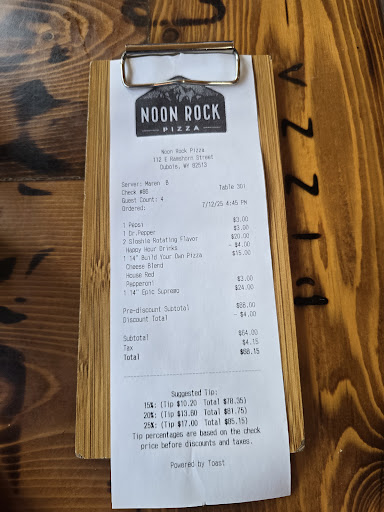 NOON ROCK
PIZZA
Noon Rock Pizza
112 E Ramshorn Street
Dubois, WY 82513
Server: B
Check #86 Table 301
Guest Count: 4
Ordered: 7/12/25 4:45 PM
1 Pepsi $3.00
1 Dr.Pepper $3.00
2 Sloshie Rotating Flavor $20.00
Happy Hour Drinks - $4.00
1 14" Build Your Own Pizza $15.00
Cheese Blend
House Red
Pepperoni $3.00
1 14" Epic Supremo $24.00
Pre-discount Subtotal $68.00
Discount Total - $4.00
Subtotal $64.00
Tax $4.15
Total $68.15
Suggested Tip:
15%: (Tip $10.20 Total $78.35)
20%: (Tip $13.60 Total $81.75)
25%: (Tip $17.00 Total $85.15)
Tip percentages are based on the check
price before discounts and taxes.
Powered by Toast